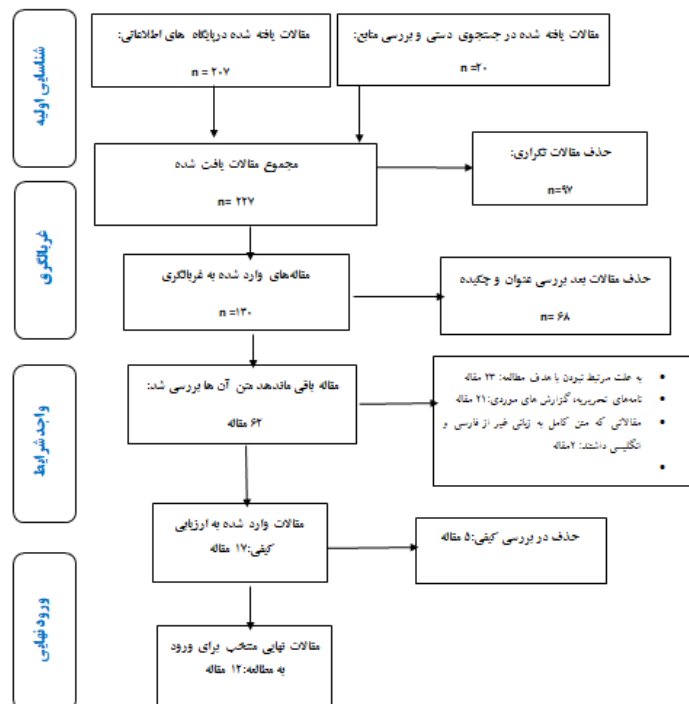 شناسایی اولیه
مقالات یافته شده درپایگاه های اطلاعاتی:
n = ۲۰۷
مقالات یافته شده در جستجوی دستی و بررسی منابع:
n =۲۰
مجموع مقالات یافت شده
n= ۲۲۷
حذف مقالات تکراری:
n=۹۷
غربالگری
مقاله‌های وارد شده به غربالگری
n =۱۳۰
حذف مقالات بعد بررسی عنوان و چکیده
n= ۶۸
واجد شرایط
مقاله باقی ماندهد متن آن ها بررسی شد:
۶۲ مقاله
• به علت مرتبط نبودن با هدف مطالعه: ۲۳ مقاله
• نامه‌های تحریریه، گزارش های موردی: ۲۱ مقاله
• مقالاتی که متن کامل به زبانی غیر از فارسی و
انگلیسی داشتند: ۲مقاله
•
مقالات وارد شده به ارزیابی
کیفی:۱۷ مقاله
حذف در بررسی کیفی:۵ مقاله
ورود نهایی
مقالات نهایی منتخب برای ورود
به مطالعه:۱۲ مقاله